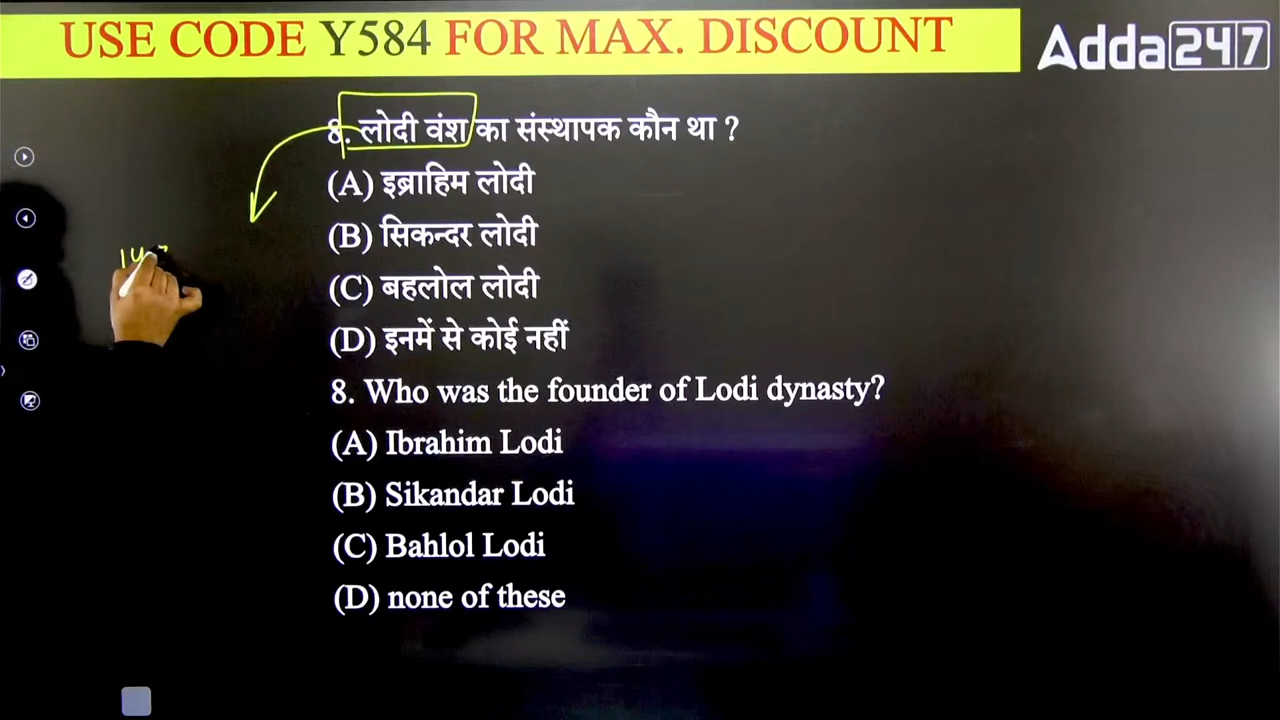 USE CODE Y584 FOR MAX. DISCOUNT
Adda247
8. लोदी वंश का संस्थापक कौन था ?
(A) इब्राहिम लोदी
(B) सिकन्दर लोदी
(C) बहलोल लोदी
(D) इनमें से कोई नहीं
8. Who was the founder of Lodi dynasty?
(A) Ibrahim Lodi
(B) Sikandar Lodi
(C) Bahlol Lodi
(D) none of these